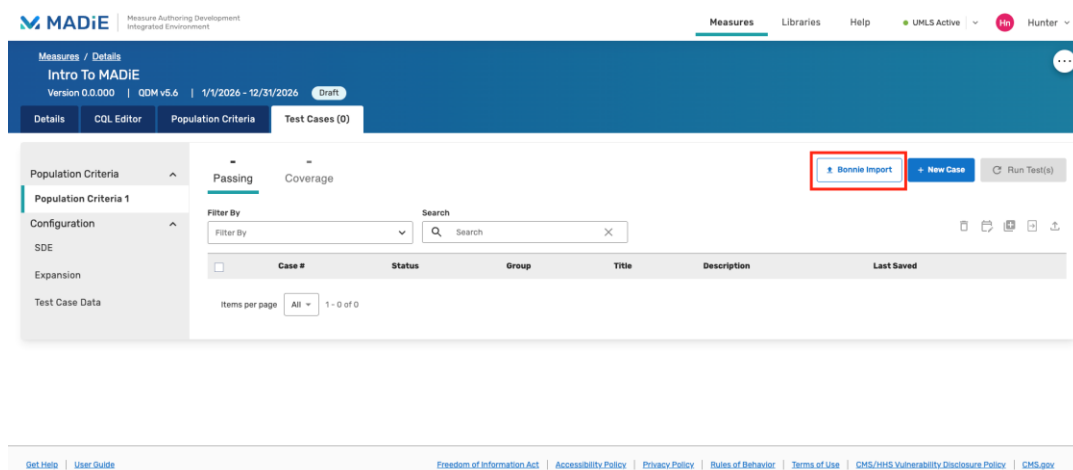 MADiE
Measure Authoring Development
Integrated Environment
Measures
Libraries
Help
UMLS Active
Hn
Hunter
Measures / Details
Intro To MADiE
Version 0.0.000 | QDM v5.6 | 1/1/2026 - 12/31/2026 Draft
Details
CQL Editor
Population Criteria
Test Cases (0)
Population Criteria
Population Criteria 1
Configuration
SDE
Expansion
Test Case Data
- Passing
- Coverage
Bonnie Import
+ New Case
Run Test(s)
Filter By
Filter By
Search
Search
Case # Status Group Title Description Last Saved
Items per page All 1 - 0 of 0
Get Help | User Guide
Freedom of Information Act | Accessibility Policy | Privacy Policy | Rules of Behavior | Terms of Use | CMS/HHS Vulnerability Disclosure Policy | CMS.gov